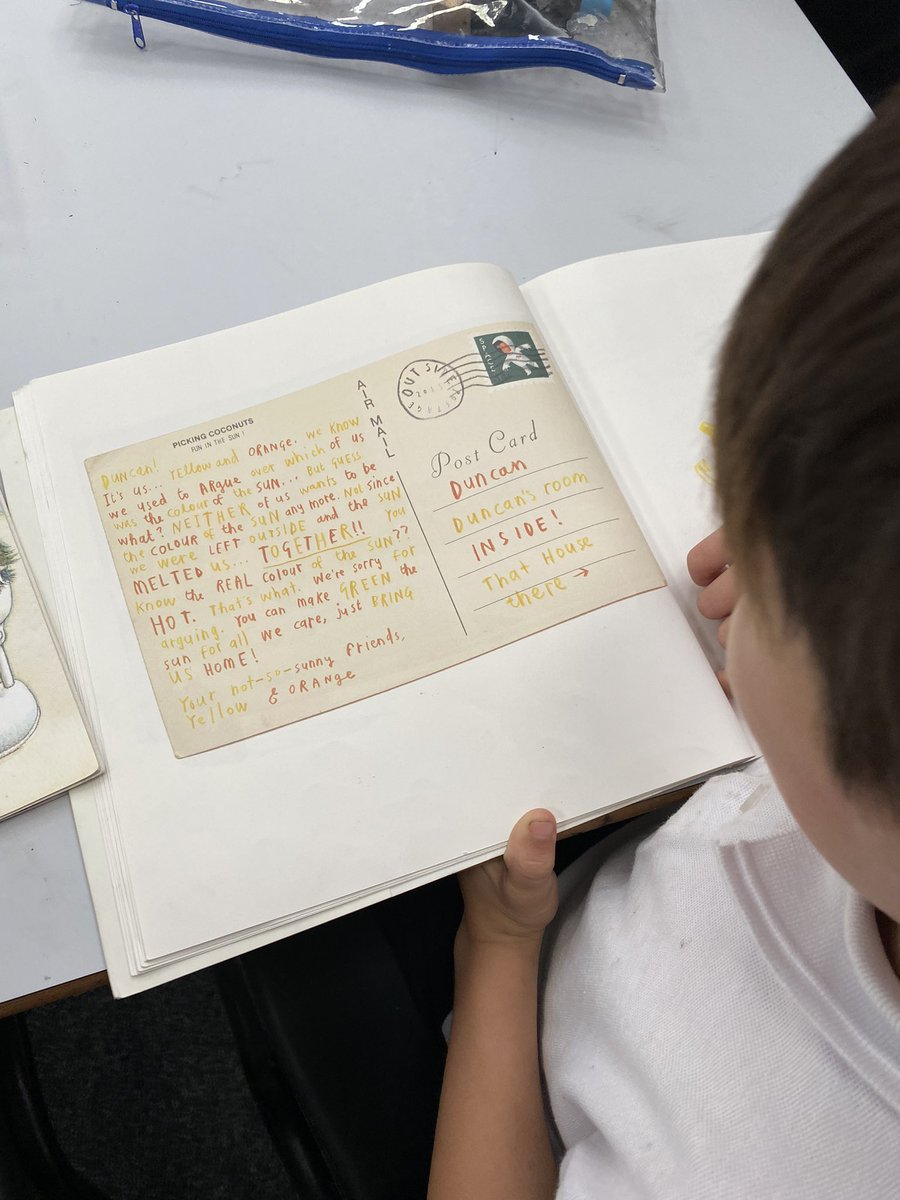 PICKING COCONUTS
FUN IN THE SUN!
DUNCAN!
It's us... Yellow and ORANGE. We know
we used to ARGUE over which of us
was the colour of the SUN... But guess
what? NEITHER of us wants to be
the COLOUR of the SUN any more. Not since
we were LEFT OUTSIDE and the SUN
MELTED us... TOGETHER!! You
know the REAL COLOUR of the SUN??
HOT. That's what. We're sorry for
arguing. You can make GREEN the
sun for all we care, just BRING
US HOME!
Your not-so-sunny friends,
Yellow & ORANGE
AIR MAIL
OUT
Post Card
Duncan
Duncan's room
INSIDE!
That House
there →